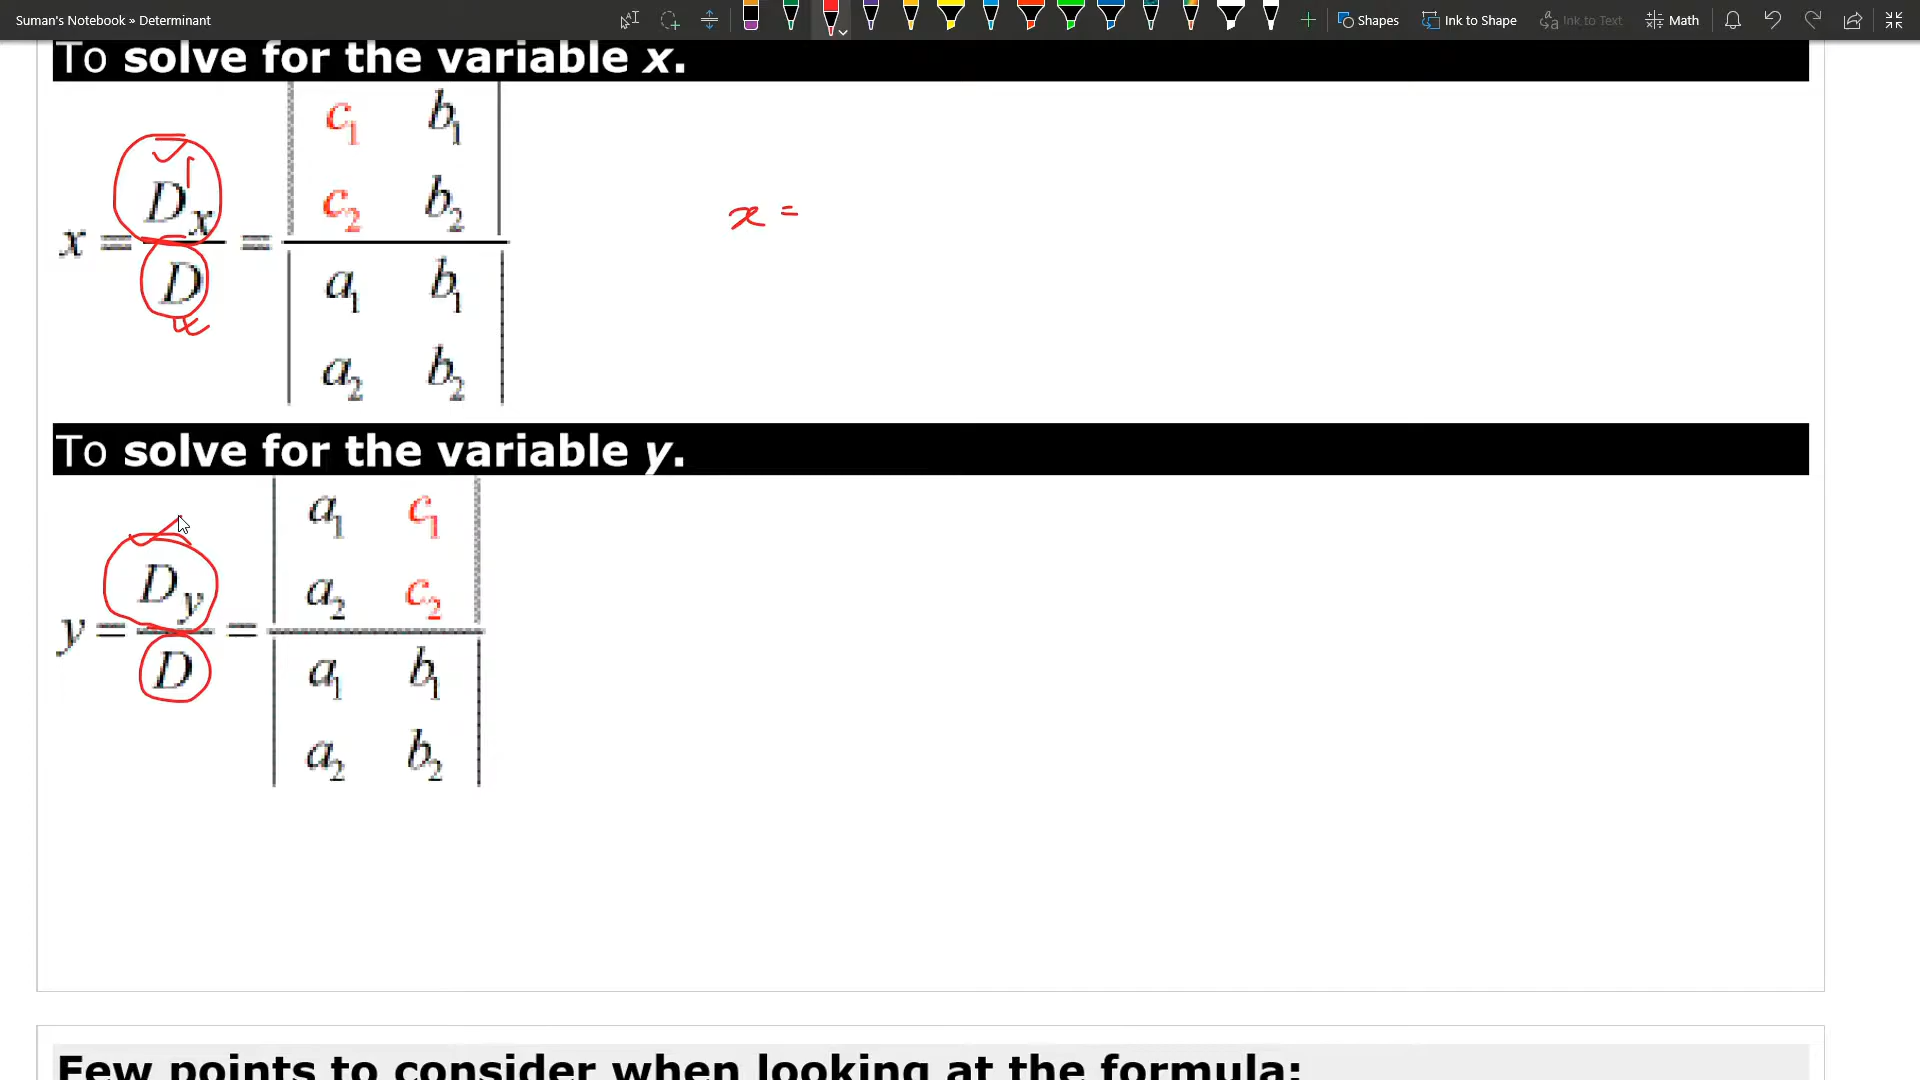 Suman's Notebook » Determinant
Shapes
Ink to Shape
Ink to Text
Math
To solve for the variable x.
x = Dx / D = | c1 b1 |
| c2 b2 |
| a1 b1 |
| a2 b2 |
x =
To solve for the variable y.
y = Dy / D = | a1 c1 |
| a2 c2 |
| a1 b1 |
| a2 b2 |
Few points to consider when looking at the formula: